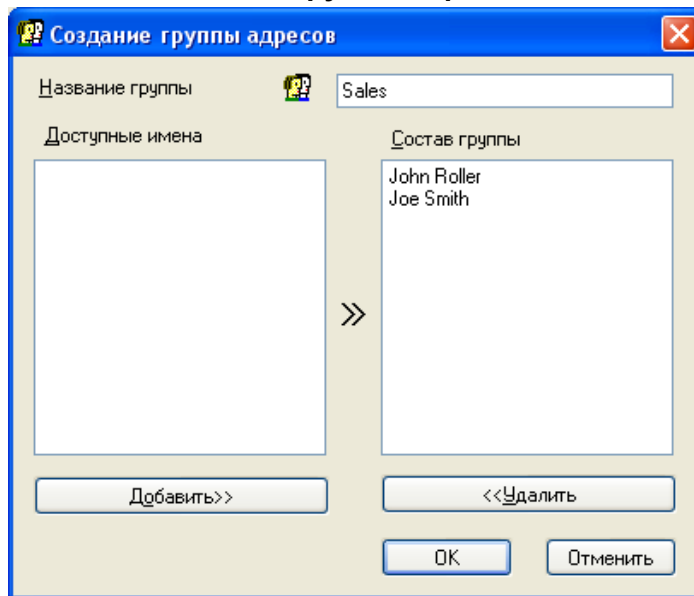 Создание группы адресов
Название группы
Sales
Доступные имена
Состав группы
John Roller
Joe Smith
>>
Добавить>>
<<Удалить
OK
Отменить